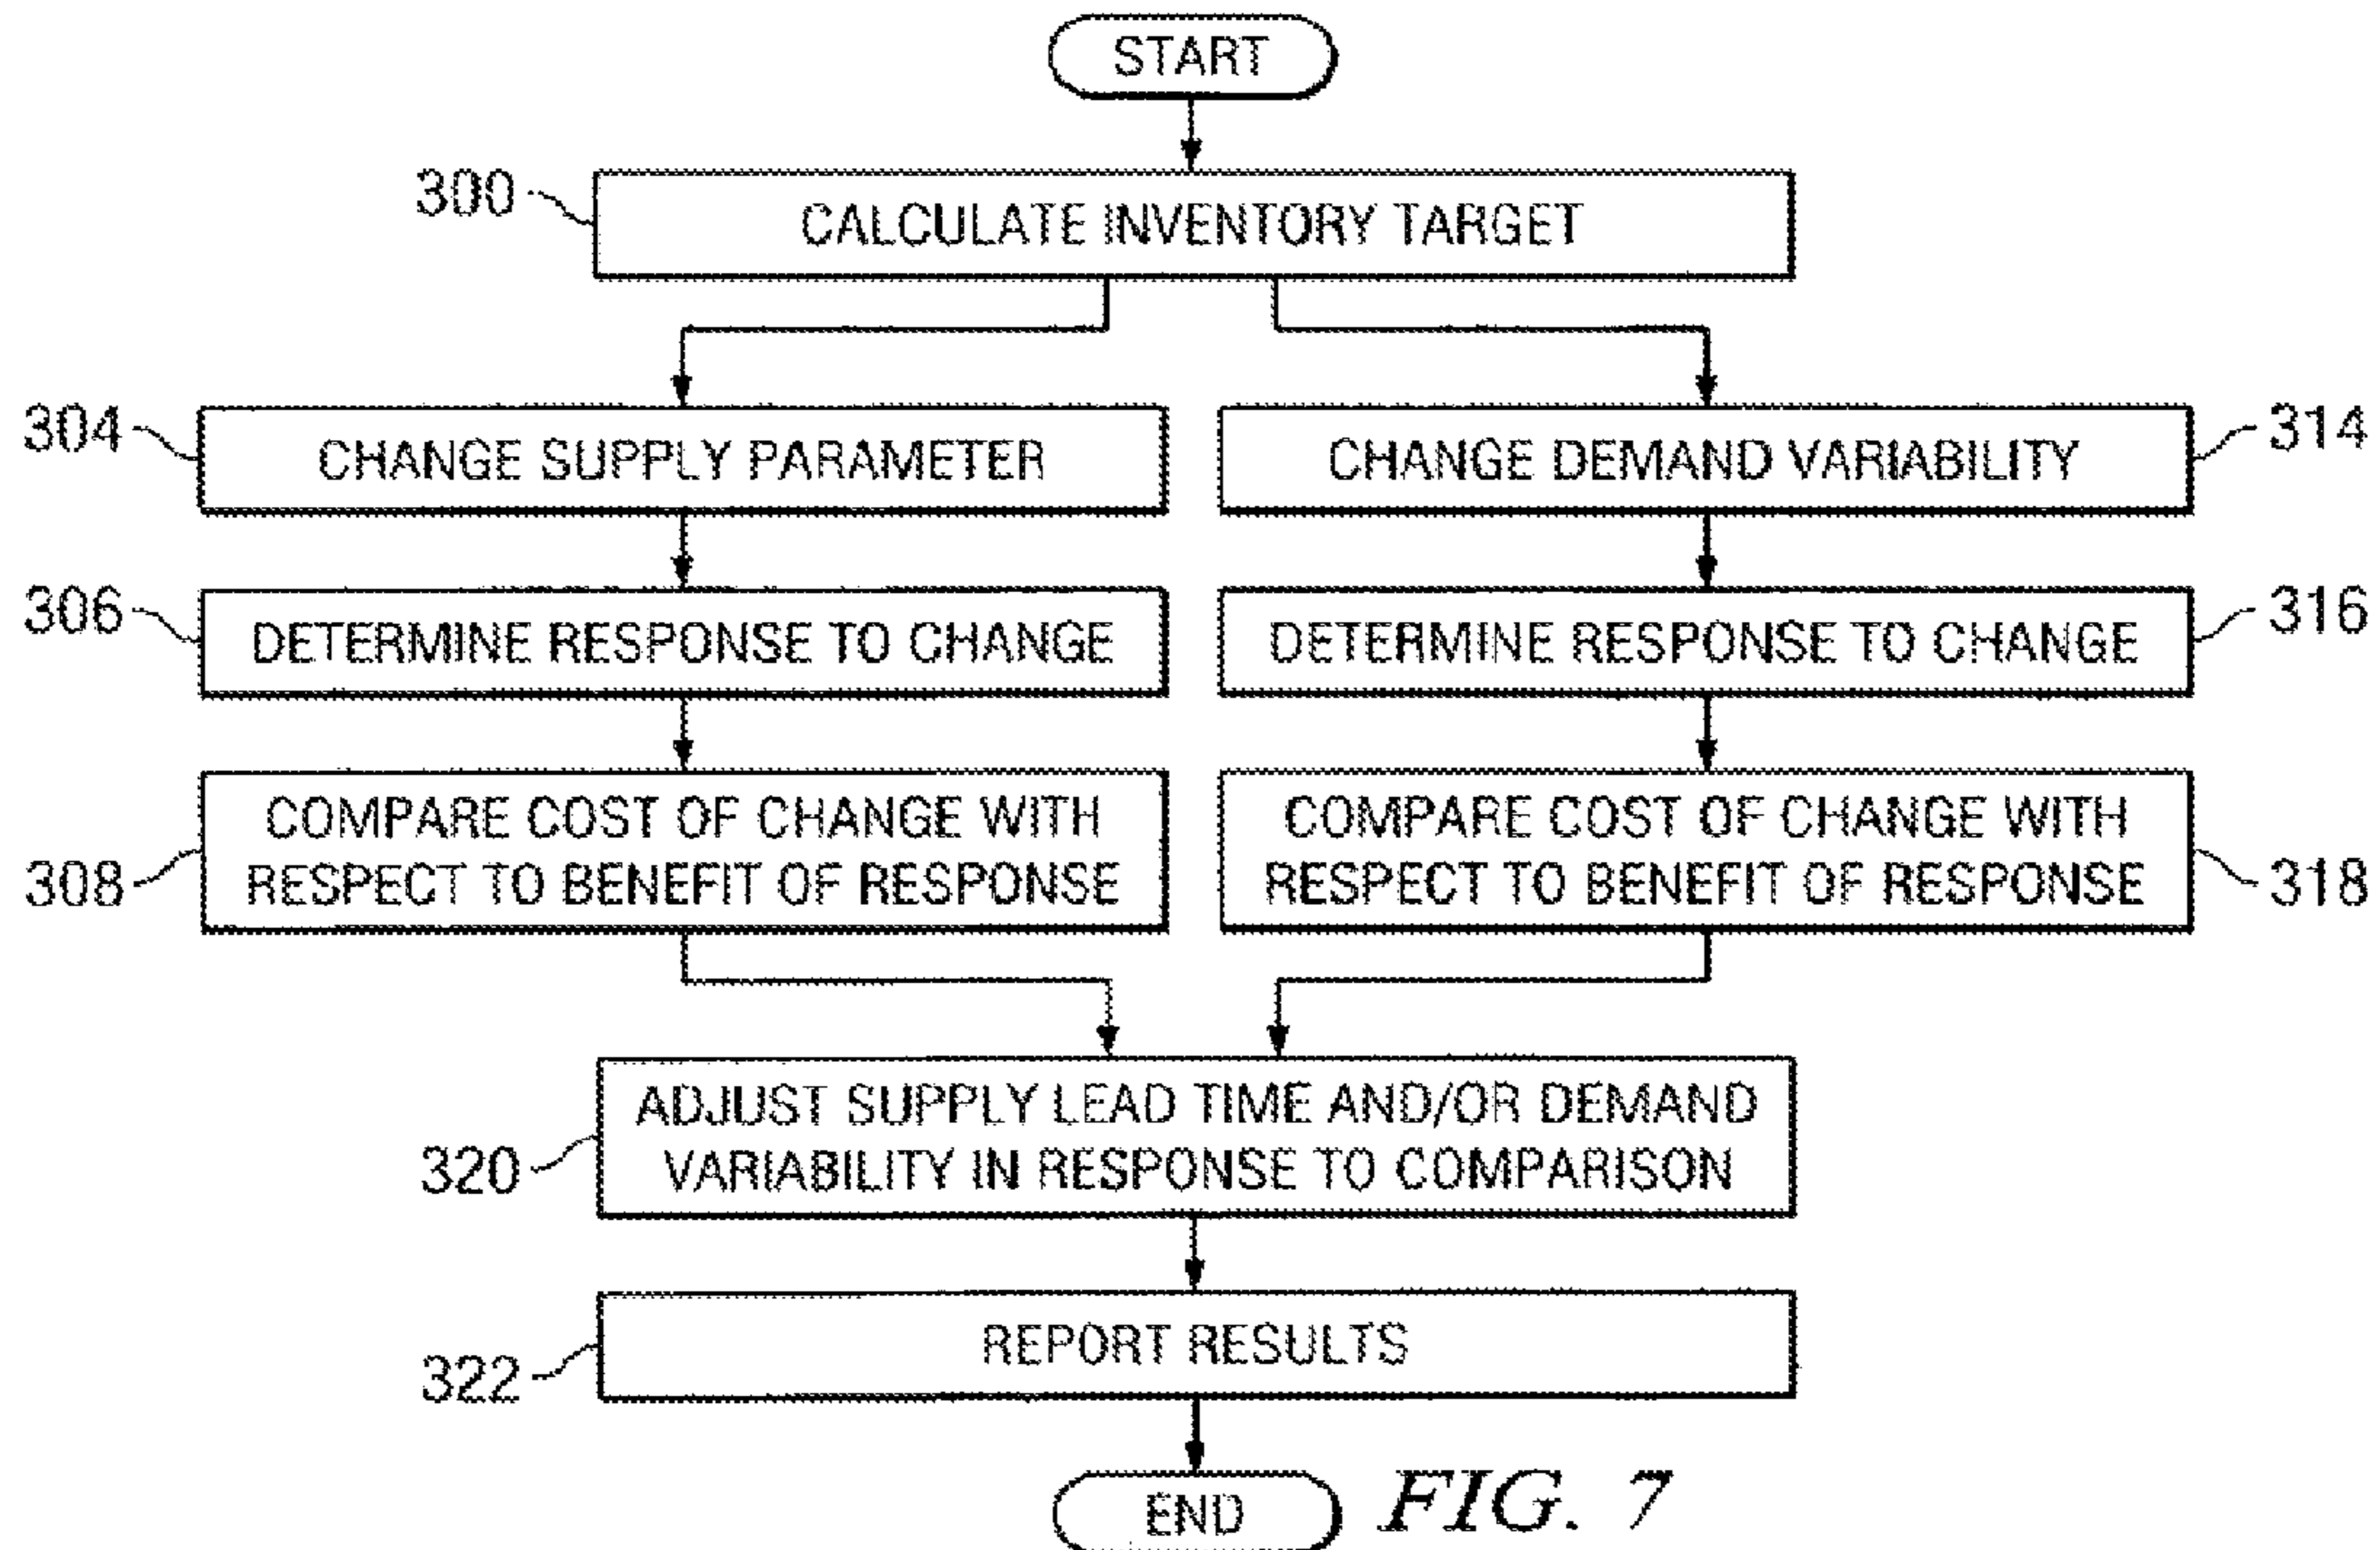 START
300
CALCULATE INVENTORY TARGET
304
CHANGE SUPPLY PARAMETER
CHANGE DEMAND VARIABILITY
314
306
DETERMINE RESPONSE TO CHANGE
DETERMINE RESPONSE TO CHANGE
316
308
COMPARE COST OF CHANGE WITH
RESPECT TO BENEFIT OF RESPONSE
COMPARE COST OF CHANGE WITH
RESPECT TO BENEFIT OF RESPONSE
318
320
ADJUST SUPPLY LEAD TIME AND/OR DEMAND
VARIABILITY IN RESPONSE TO COMPARISON
322
REPORT RESULTS
END
FIG. 7